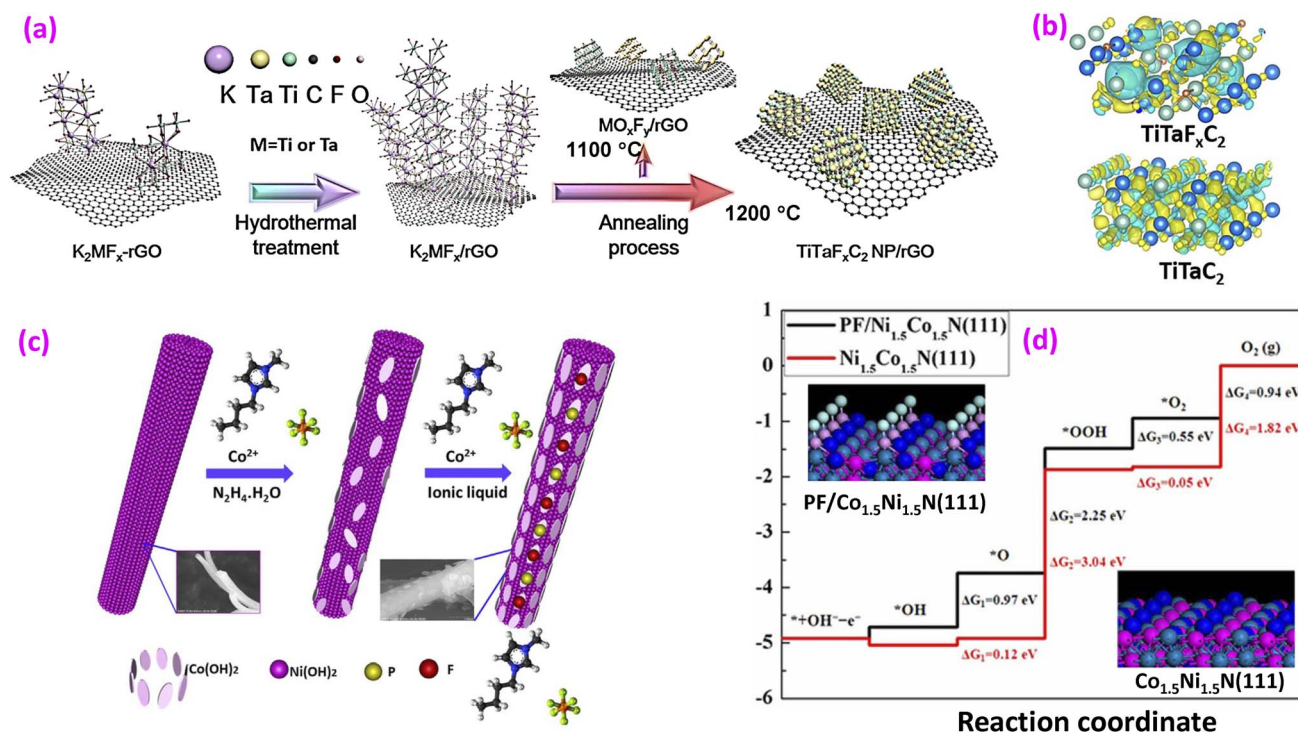 (a)
K Ta Ti C F O
M=Ti or Ta
Hydrothermal
treatment
K₂MFₓ-rGO
K₂MFₓ/rGO
MOₓFᵧ/rGO
1100 °C
1200 °C
Annealing
process
TiTaFₓC₂ NP/rGO
(b)
TiTaFₓC₂
TiTaC₂
(c)
Co²⁺
N₂H₄.H₂O
Co²⁺
Ionic liquid
Co(OH)₂
Ni(OH)₂
P
F
(d)
1
0
-1
-2
-3
-4
-5
-6
PF/Ni₁.₅Co₁.₅N(111)
Ni₁.₅Co₁.₅N(111)
PF/Co₁.₅Ni₁.₅N(111)
*+OH⁻−e⁻
*OH
*O
*OOH
*O₂
O₂ (g)
ΔG₁=0.97 eV
ΔG₁=0.12 eV
ΔG₂=2.25 eV
ΔG₂=3.04 eV
ΔG₃=0.55 eV
ΔG₃=0.05 eV
ΔG₄=0.94 eV
ΔG₄=1.82 eV
Co₁.₅Ni₁.₅N(111)
Reaction coordinate